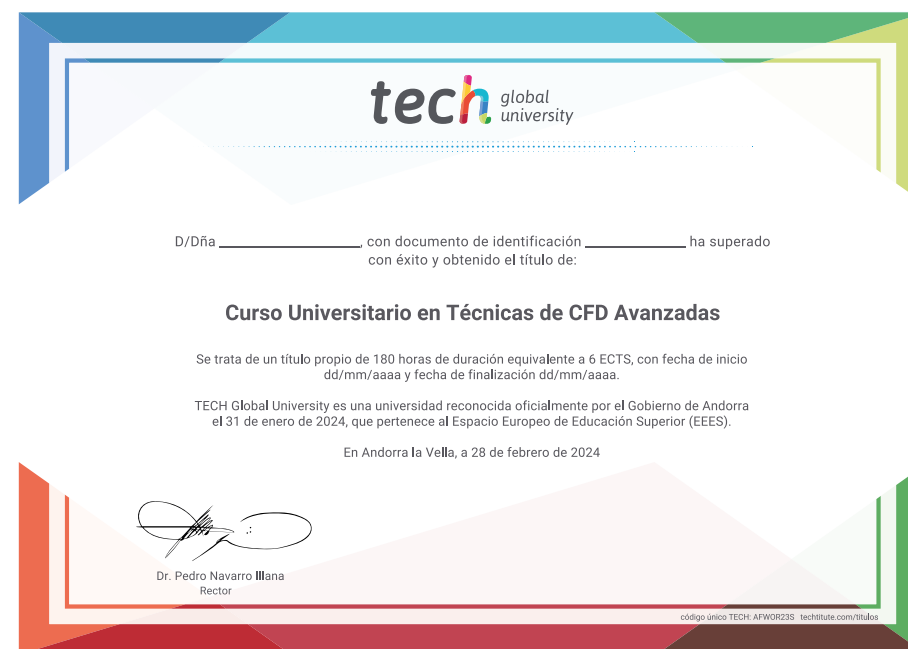 tech global university
D/Dña ____________________, con documento de identificación ______________ ha superado
con éxito y obtenido el título de:
Curso Universitario en Técnicas de CFD Avanzadas
Se trata de un título propio de 180 horas de duración equivalente a 6 ECTS, con fecha de inicio
dd/mm/aaaa y fecha de finalización dd/mm/aaaa.
TECH Global University es una universidad reconocida oficialmente por el Gobierno de Andorra
el 31 de enero de 2024, que pertenece al Espacio Europeo de Educación Superior (EEES).
En Andorra la Vella, a 28 de febrero de 2024
Dr. Pedro Navarro Illana
Rector
código único TECH: AFWOR23S techtitute.com/titulos